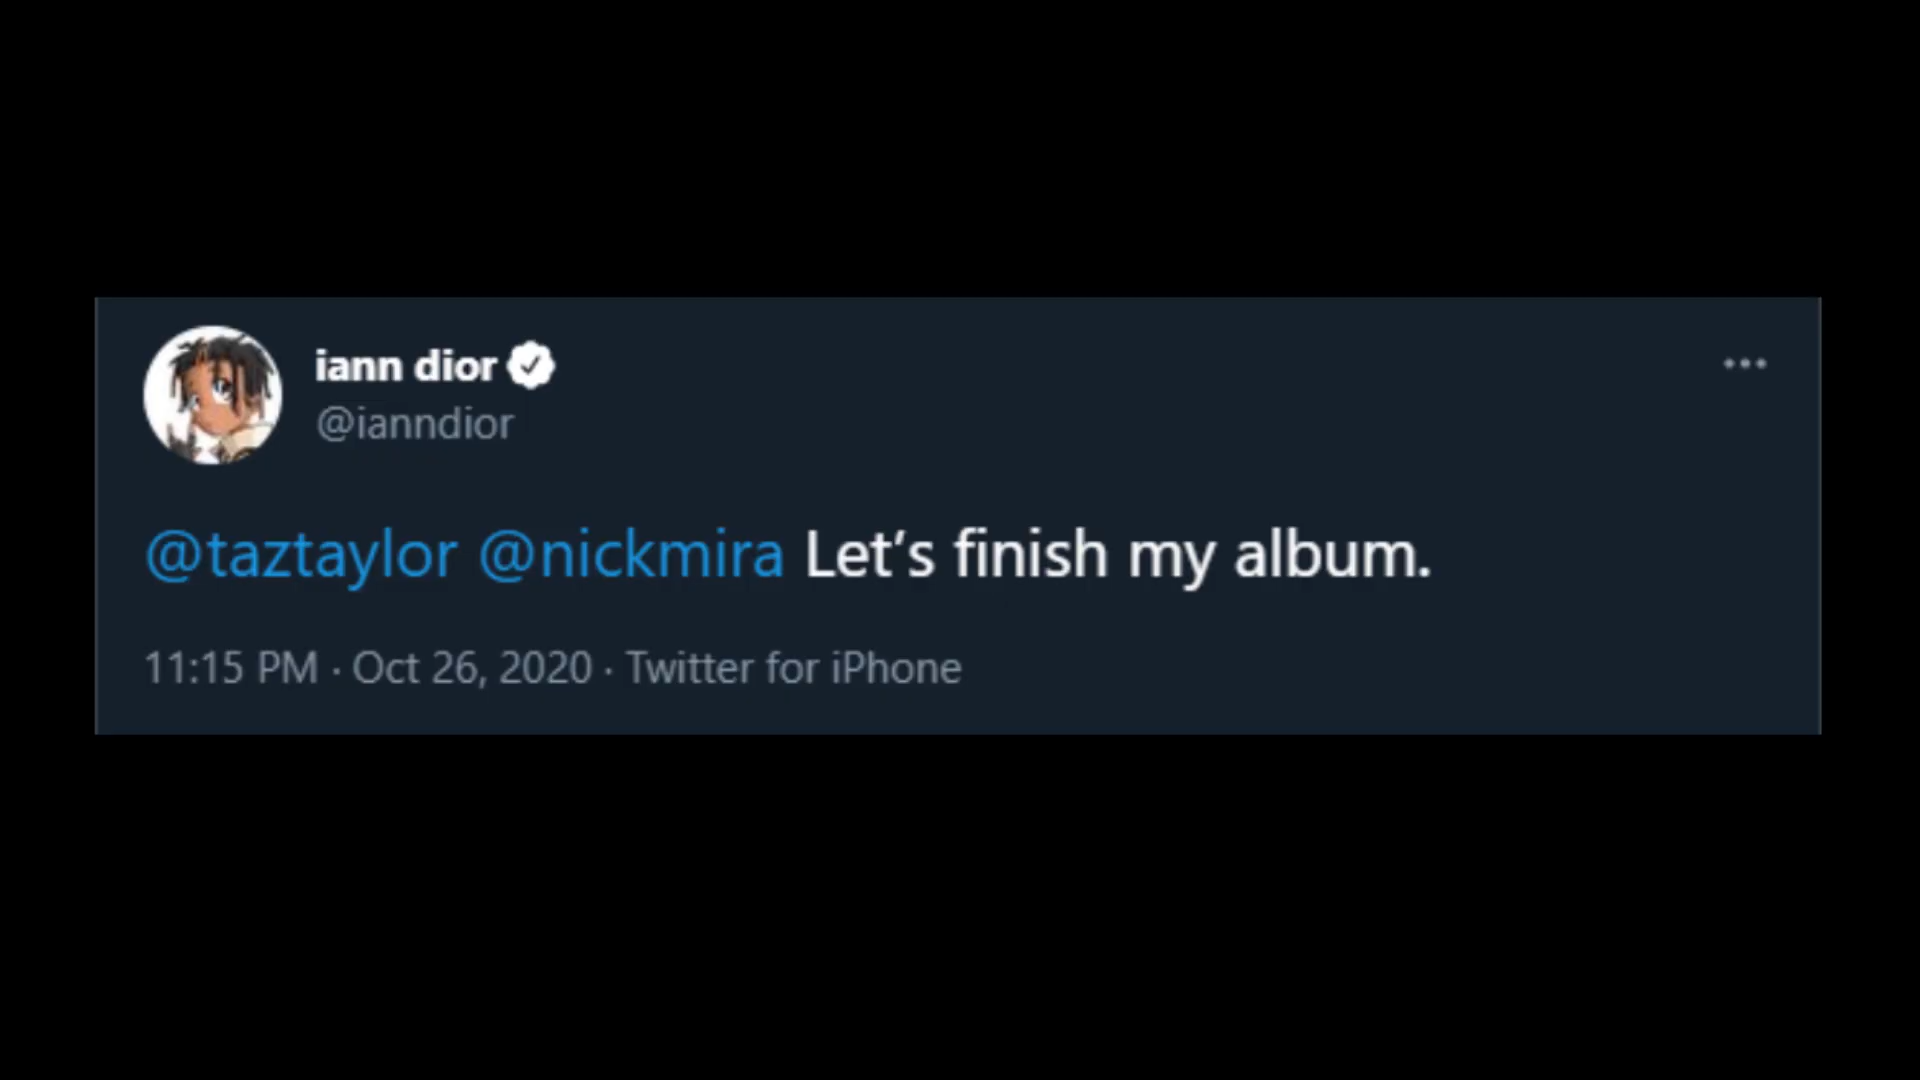 iann dior
@ianndior
@taztaylor @nickmira Let’s finish my album.
11:15 PM · Oct 26, 2020 · Twitter for iPhone